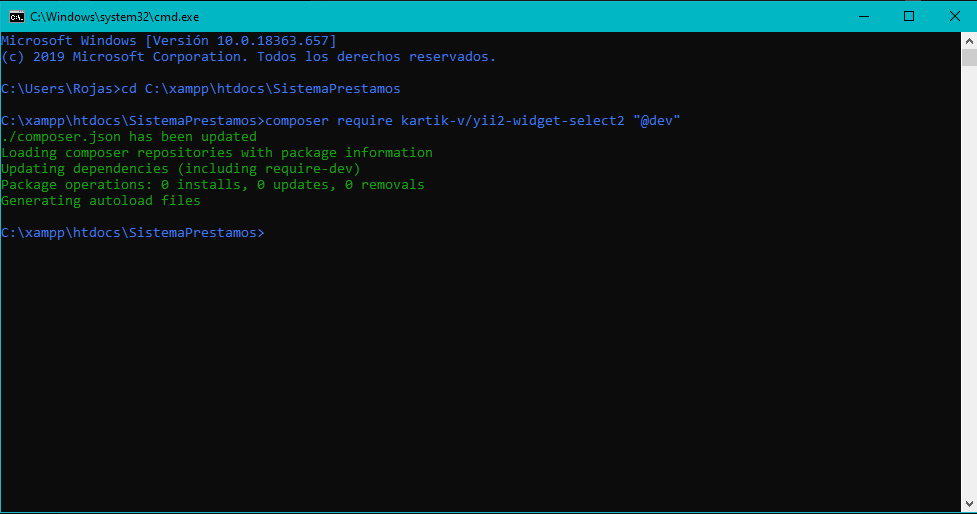 C:\Windows\system32\cmd.exe
Microsoft Windows [Versión 10.0.18363.657]
(c) 2019 Microsoft Corporation. Todos los derechos reservados.
C:\Users\Rojas>cd C:\xampp\htdocs\SistemaPrestamos
C:\xampp\htdocs\SistemaPrestamos>composer require kartik-v/yii2-widget-select2 "@dev"
./composer.json has been updated
Loading composer repositories with package information
Updating dependencies (including require-dev)
Package operations: 0 installs, 0 updates, 0 removals
Generating autoload files
C:\xampp\htdocs\SistemaPrestamos>